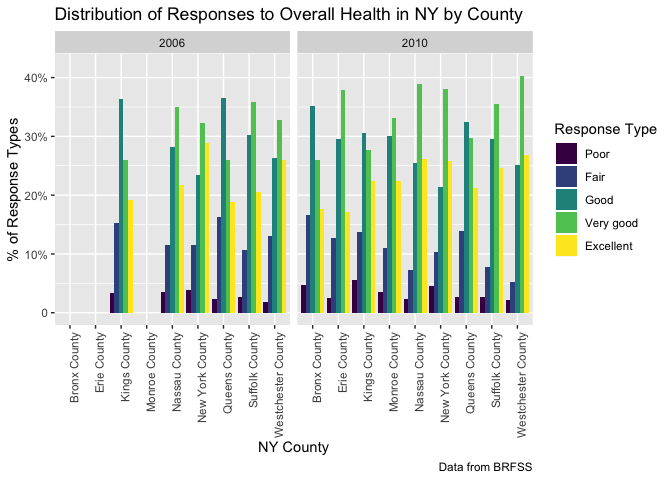 Distribution of Responses to Overall Health in NY by County
2006
2010
% of Response Types
40%
30%
20%
10%
0
Bronx County
Erie County
Kings County
Monroe County
Nassau County
New York County
Queens County
Suffolk County
Westchester County
Bronx County
Erie County
Kings County
Monroe County
Nassau County
New York County
Queens County
Suffolk County
Westchester County
NY County
Response Type
Poor
Fair
Good
Very good
Excellent
Data from BRFSS